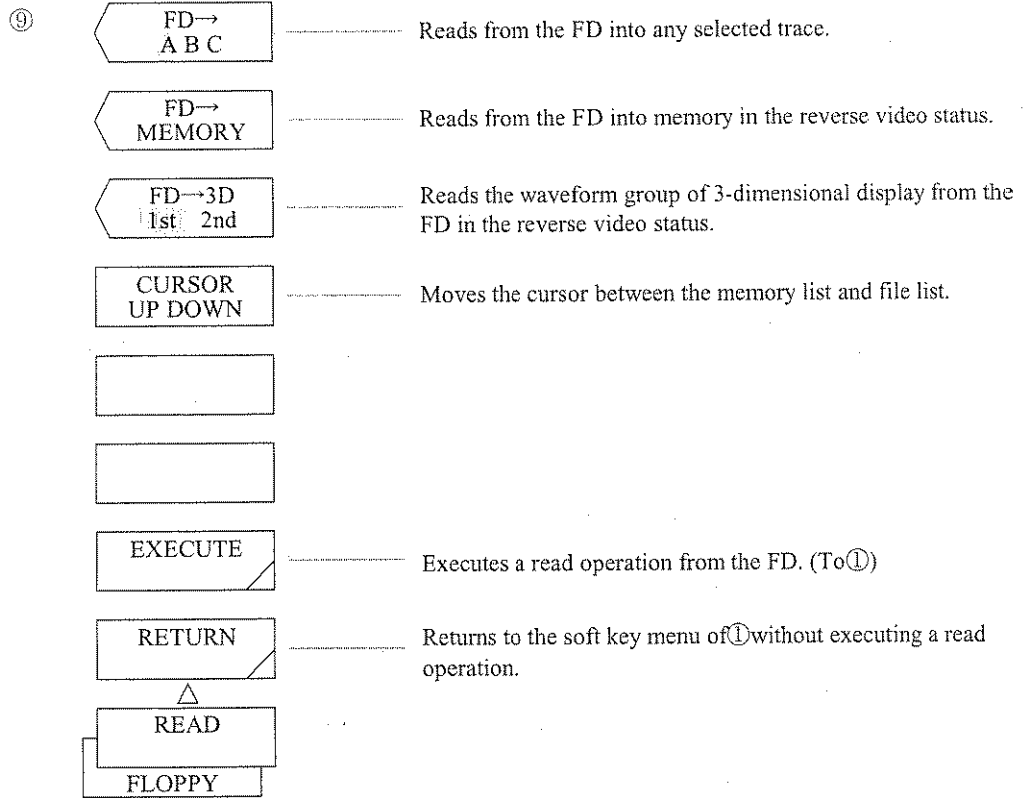 ⑨
FD→
A B C
Reads from the FD into any selected trace.
FD→
MEMORY
Reads from the FD into memory in the reverse video status.
FD→3D
1st 2nd
Reads the waveform group of 3-dimensional display from the
FD in the reverse video status.
CURSOR
UP DOWN
Moves the cursor between the memory list and file list.
EXECUTE
Executes a read operation from the FD. (To①)
RETURN
Returns to the soft key menu of①without executing a read
operation.
READ
FLOPPY